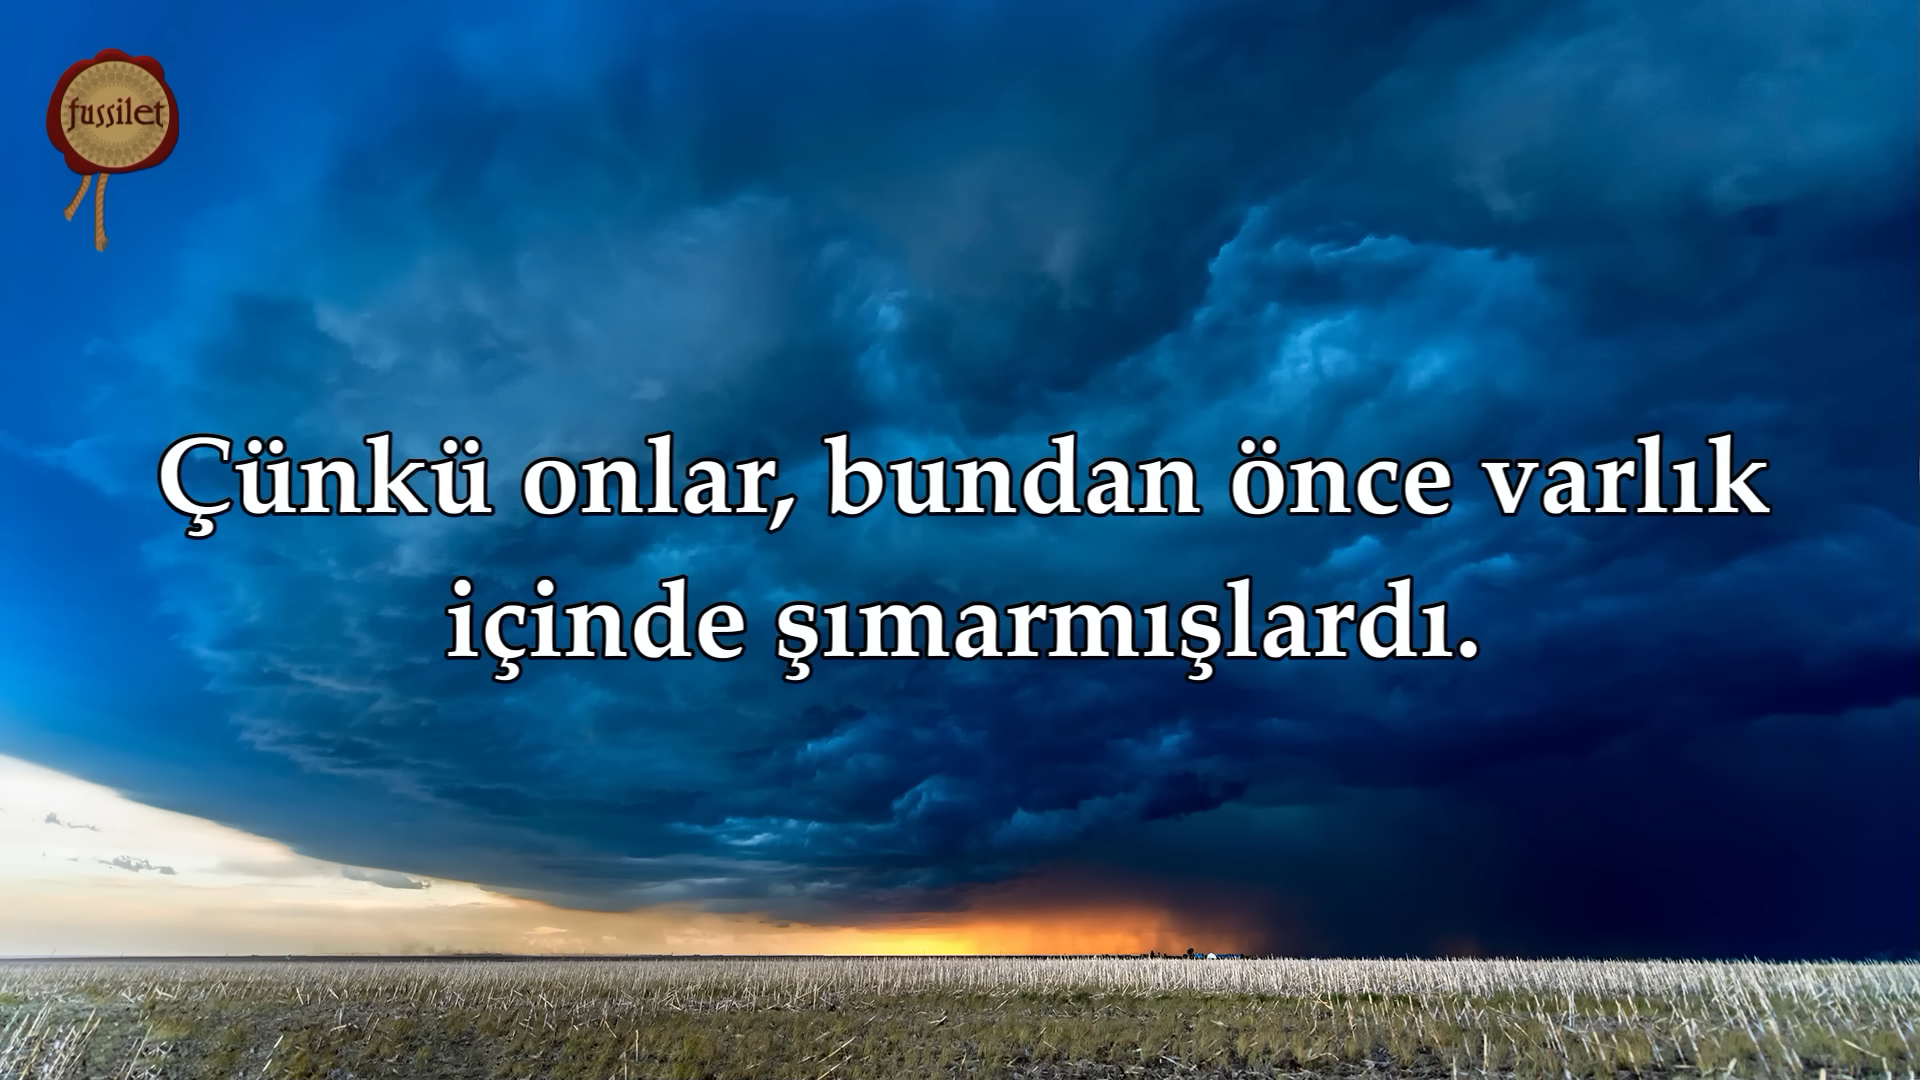 fussilet
Çünkü onlar, bundan önce varlık
içinde şımarmışlardı.